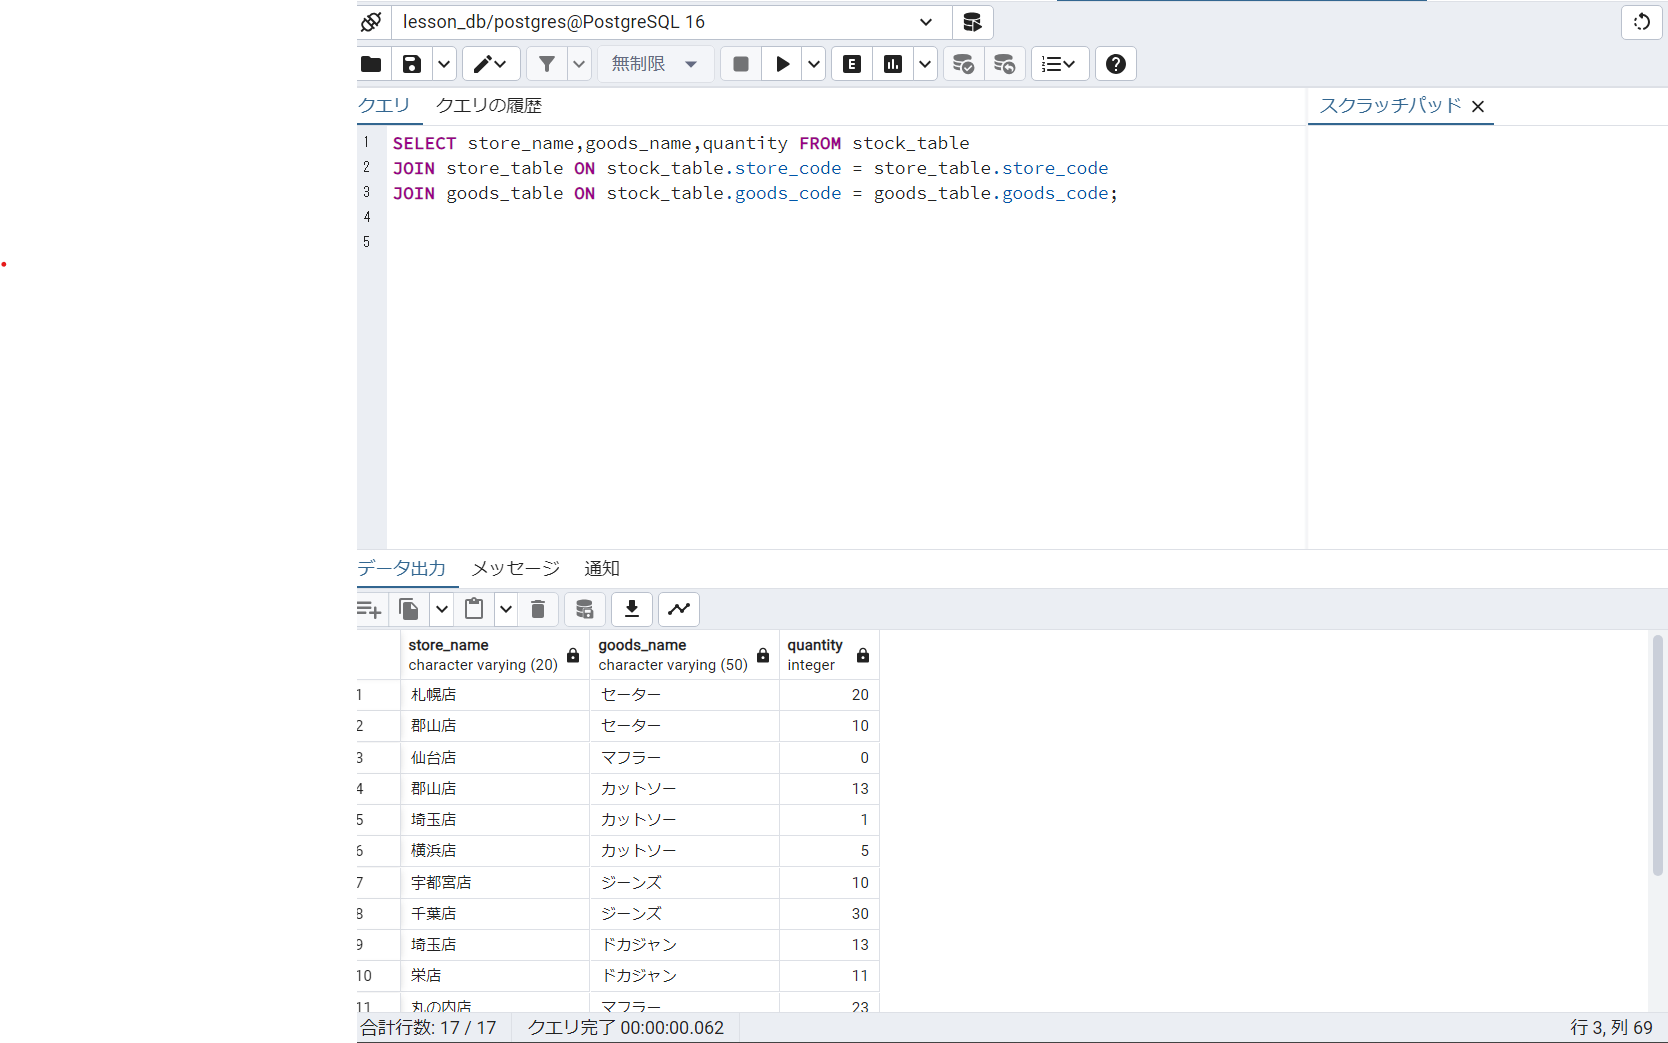 lesson_db/postgres@PostgreSQL 16
無制限
E
クエリ クエリの履歴 スクラッチパッド
1 SELECT store_name,goods_name,quantity FROM stock_table
2 JOIN store_table ON stock_table.store_code = store_table.store_code
3 JOIN goods_table ON stock_table.goods_code = goods_table.goods_code;
4
5
データ出力 メッセージ 通知
store_name goods_name quantity
character varying (20) character varying (50) integer
1 札幌店 セーター 20
2 郡山店 セーター 10
3 仙台店 マフラー 0
4 郡山店 カットソー 13
5 埼玉店 カットソー 1
6 横浜店 カットソー 5
7 宇都宮店 ジーンズ 10
8 千葉店 ジーンズ 30
9 埼玉店 ドカジャン 13
10 栄店 ドカジャン 11
11 丸の内店 マフラー 23
合計行数: 17 / 17 クエリ完了 00:00:00.062 行 3, 列 69